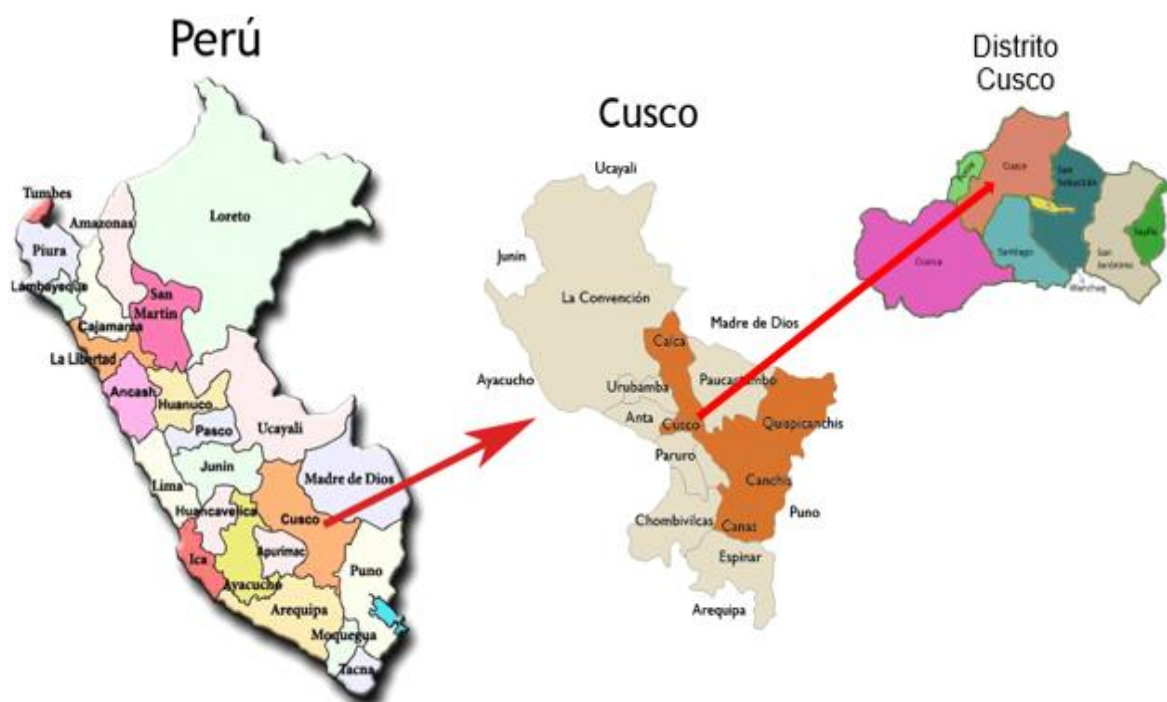 Perú
Tumbes
Amazonas
Loreto
Piura
Lambayeque
San
Martin
Cajamarca
La Libertad
Ancash
Huanuco
Pasco
Ucayali
Junin
Madre de Dios
Lima
Huancavelica
Cusco
Ica
Apurimac
Ayacucho
Puno
Arequipa
Moquegua
Tacna
Cusco
Ucayali
Junin
La Convención
Madre de Dios
Calca
Ayacucho
Urubamba
Paucartambo
Anta
Cusco
Quispicanchis
Paruro
Canchis
Chombivilcas
Canas
Puno
Espinar
Arequipa
Distrito
Cusco
Cusco
San
Sebastián
Santiago
San
Jerónimo
Saylla
Wanchaq